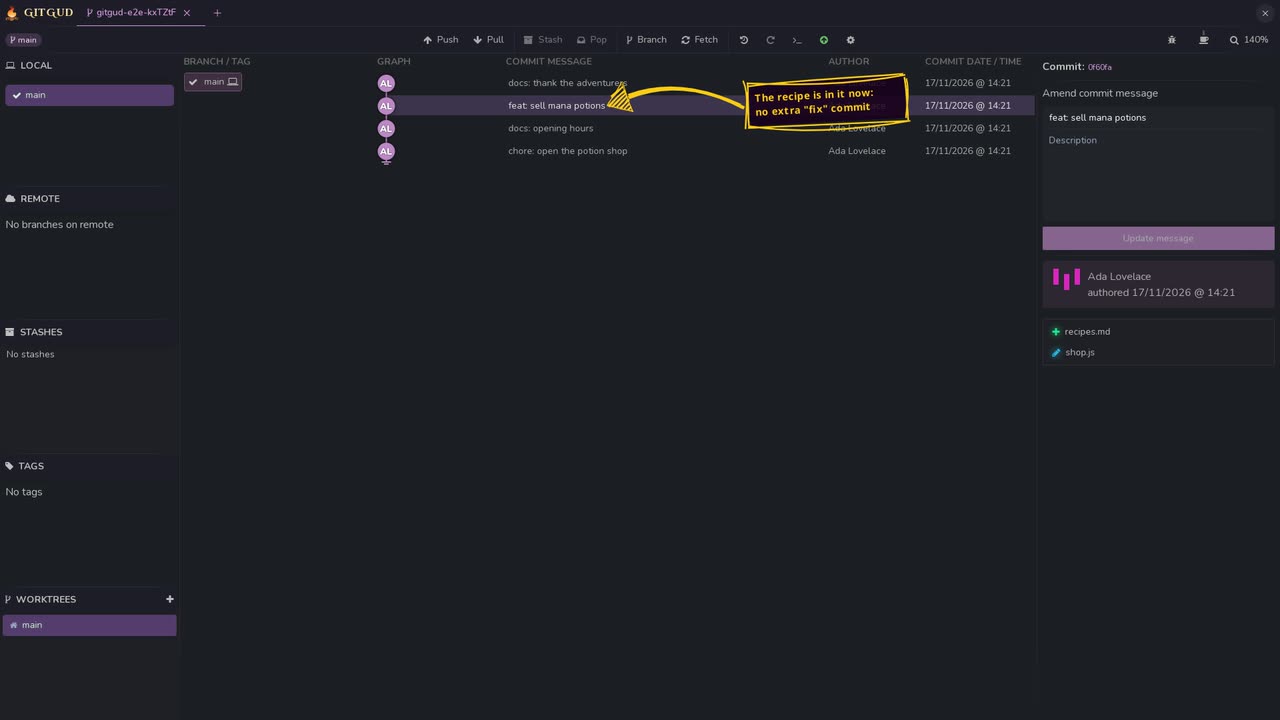 GITGUD
gitgud-e2e-kxTZtF
main
Push
Pull
Stash
Pop
Branch
Fetch
140%
LOCAL
main
REMOTE
No branches on remote
STASHES
No stashes
TAGS
No tags
WORKTREES
main
BRANCH / TAG
GRAPH
COMMIT MESSAGE
AUTHOR
COMMIT DATE / TIME
main
AL
docs: thank the adventurers
17/11/2026 @ 14:21
AL
feat: sell mana potions
17/11/2026 @ 14:21
AL
docs: opening hours
Ada Lovelace
17/11/2026 @ 14:21
AL
chore: open the potion shop
Ada Lovelace
17/11/2026 @ 14:21
The recipe is in it now:
no extra "fix" commit
Commit: 0f60fa
Amend commit message
feat: sell mana potions
Description
Update message
Ada Lovelace
authored 17/11/2026 @ 14:21
recipes.md
shop.js